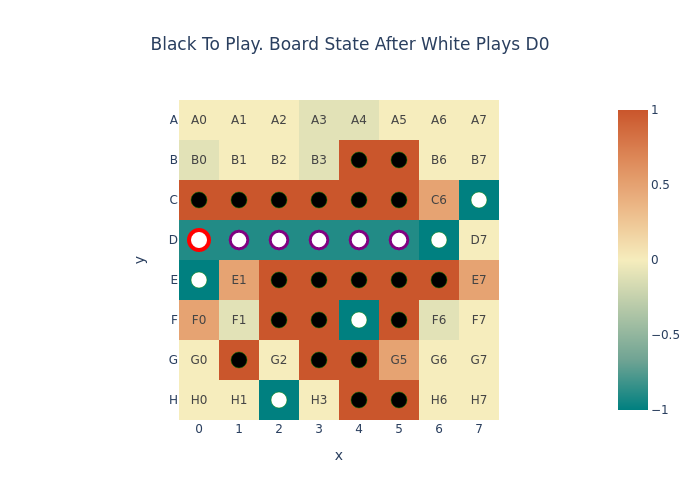 Black To Play. Board State After White Plays D0
A A0 A1 A2 A3 A4 A5 A6 A7
B B0 B1 B2 B3 B6 B7
C C6
D D7
E E1 E7
F F0 F1 F6 F7
G G0 G2 G5 G6 G7
H H0 H1 H3 H6 H7
0 1 2 3 4 5 6 7
x
y
1
0.5
0
−0.5
−1